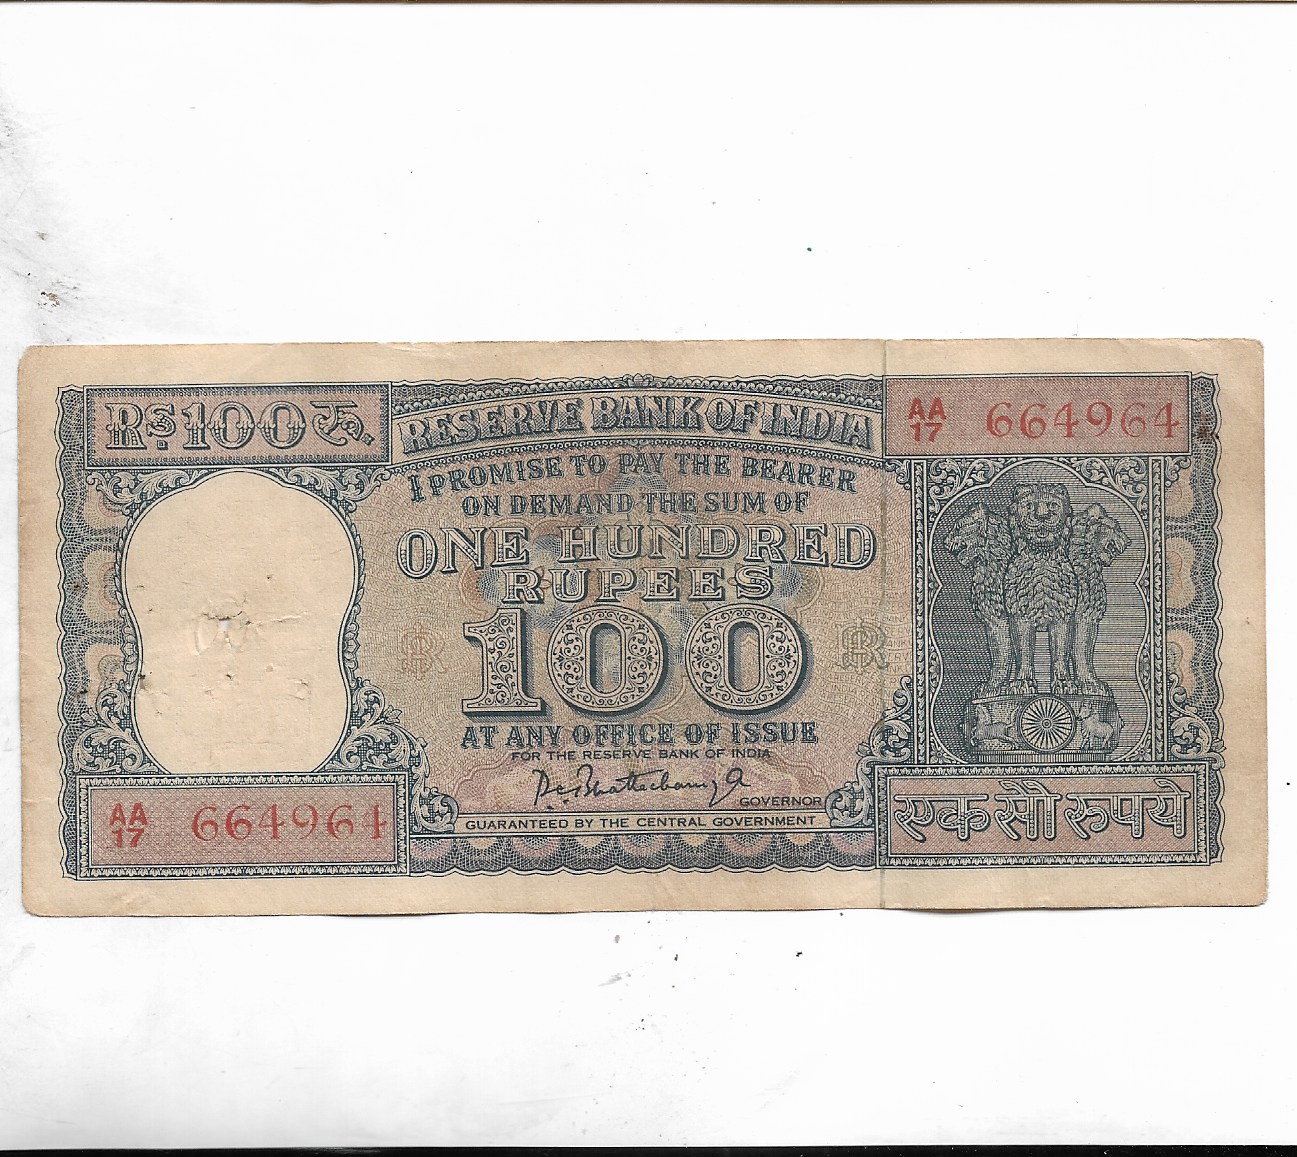 RS.100रु.
RESERVE BANK OF INDIA
AA
17 664964
I PROMISE TO PAY THE BEARER
ON DEMAND THE SUM OF
ONE HUNDRED
RUPEES
100
AT ANY OFFICE OF ISSUE
FOR THE RESERVE BANK OF INDIA
P.C. Bhattacharyya
GOVERNOR
GUARANTEED BY THE CENTRAL GOVERNMENT
AA
17 664964
एक सौ रुपये